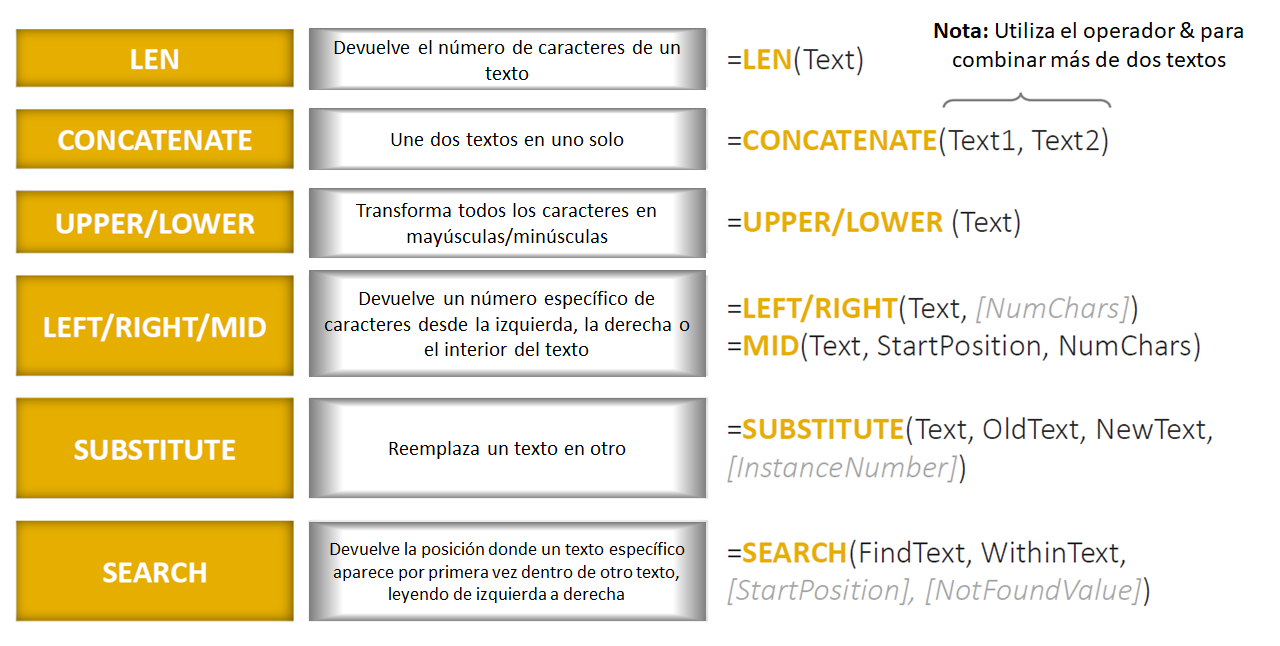 LEN
Devuelve el número de caracteres de un
texto
=LEN(Text)
Nota: Utiliza el operador & para
combinar más de dos textos
CONCATENATE
Une dos textos en uno solo
=CONCATENATE(Text1, Text2)
UPPER/LOWER
Transforma todos los caracteres en
mayúsculas/minúsculas
=UPPER/LOWER (Text)
LEFT/RIGHT/MID
Devuelve un número específico de
caracteres desde la izquierda, la derecha o
el interior del texto
=LEFT/RIGHT(Text, [NumChars])
=MID(Text, StartPosition, NumChars)
SUBSTITUTE
Reemplaza un texto en otro
=SUBSTITUTE(Text, OldText, NewText,
[InstanceNumber])
SEARCH
Devuelve la posición donde un texto específico
aparece por primera vez dentro de otro texto,
leyendo de izquierda a derecha
=SEARCH(FindText, WithinText,
[StartPosition], [NotFoundValue])